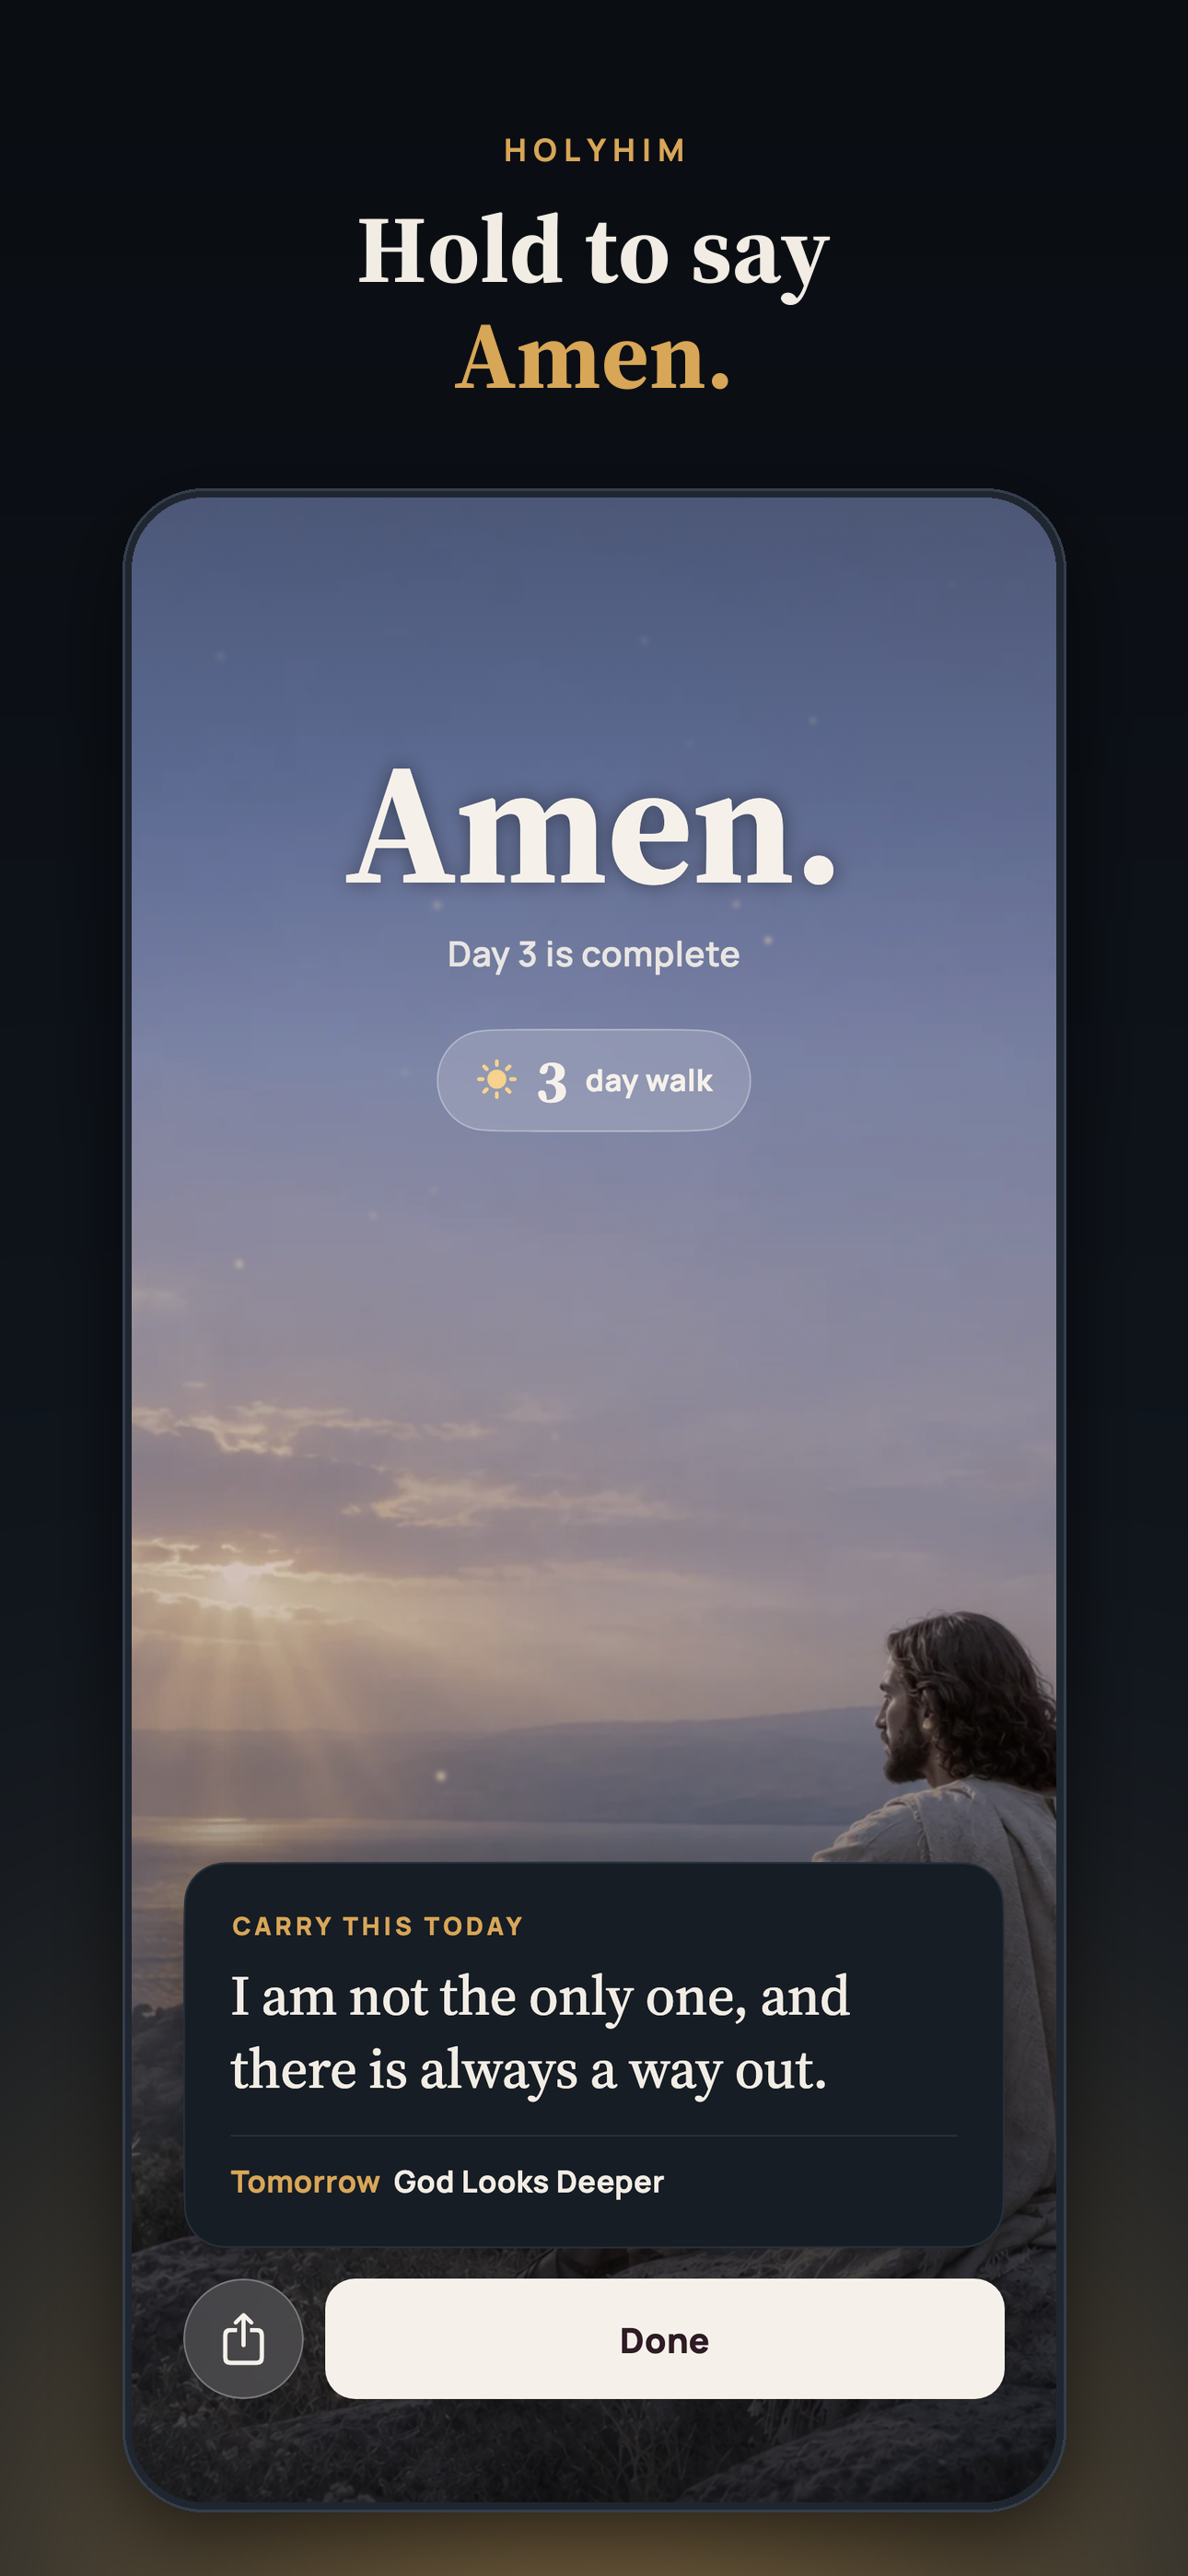 HOLYHIM
Hold to say
Amen.
Amen.
Day 3 is complete
3 day walk
CARRY THIS TODAY
I am not the only one, and
there is always a way out.
Tomorrow God Looks Deeper
Done